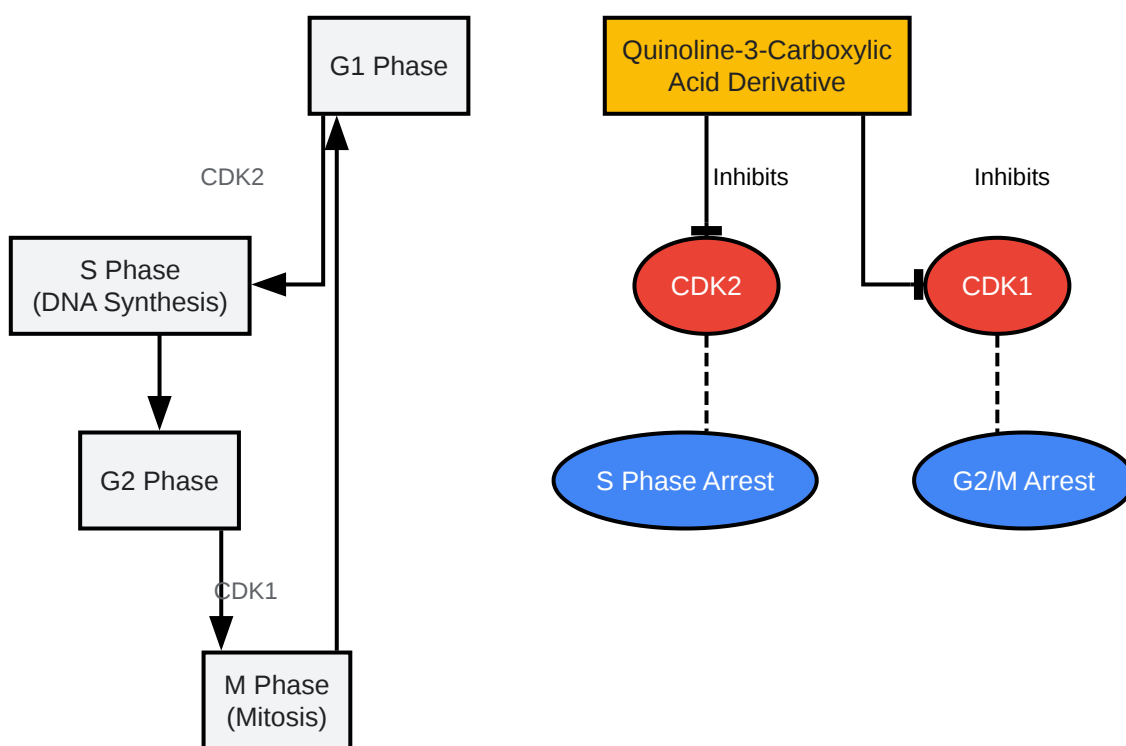 G1 Phase
CDK2
S Phase
(DNA Synthesis)
G2 Phase
CDK1
M Phase
(Mitosis)
Quinoline-3-Carboxylic
Acid Derivative
Inhibits
Inhibits
CDK2
CDK1
S Phase Arrest
G2/M Arrest